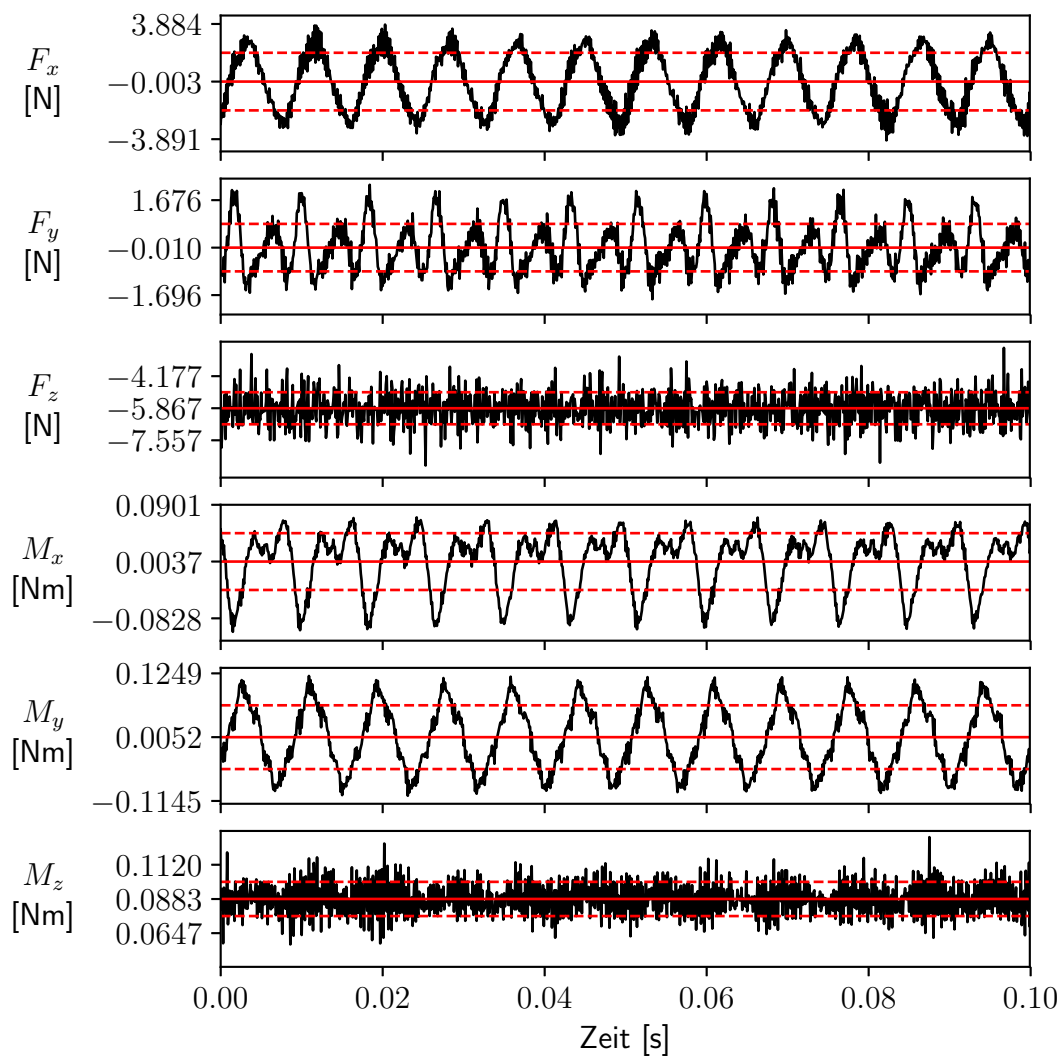 F_x
[N]
3.884
−0.003
−3.891
F_y
[N]
1.676
−0.010
−1.696
F_z
[N]
−4.177
−5.867
−7.557
M_x
[Nm]
0.0901
0.0037
−0.0828
M_y
[Nm]
0.1249
0.0052
−0.1145
M_z
[Nm]
0.1120
0.0883
0.0647
0.00 0.02 0.04 0.06 0.08 0.10
Zeit [s]